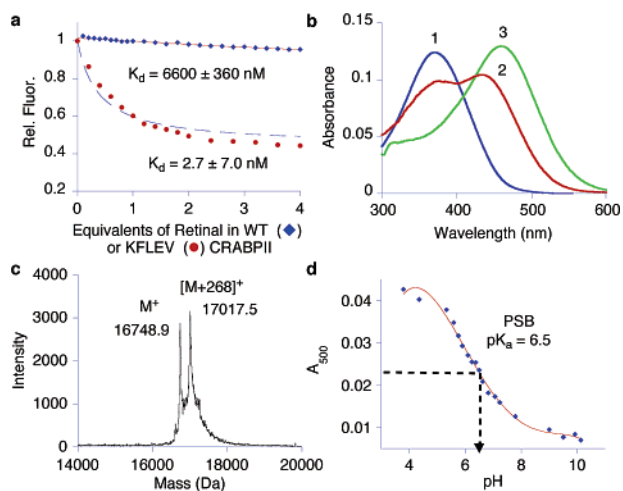 a
Rel. Fluor.
1
0.8
0.6
0.4
0.2
Kd = 6600 ± 360 nM
Kd = 2.7 ± 7.0 nM
0 1 2 3 4
Equivalents of Retinal in WT (◆)
or KFLEV (●) CRABPII
b
Absorbance
0.15
0.1
0.05
0
1
3
2
300 400 500 600
Wavelength (nm)
c
Intensity
4000
3000
2000
1000
0
[M+268]+
M+
17017.5
16748.9
14000 16000 18000 20000
Mass (Da)
d
A500
0.04
0.03
0.02
0.01
PSB
pKa = 6.5
4 6 8 10
pH